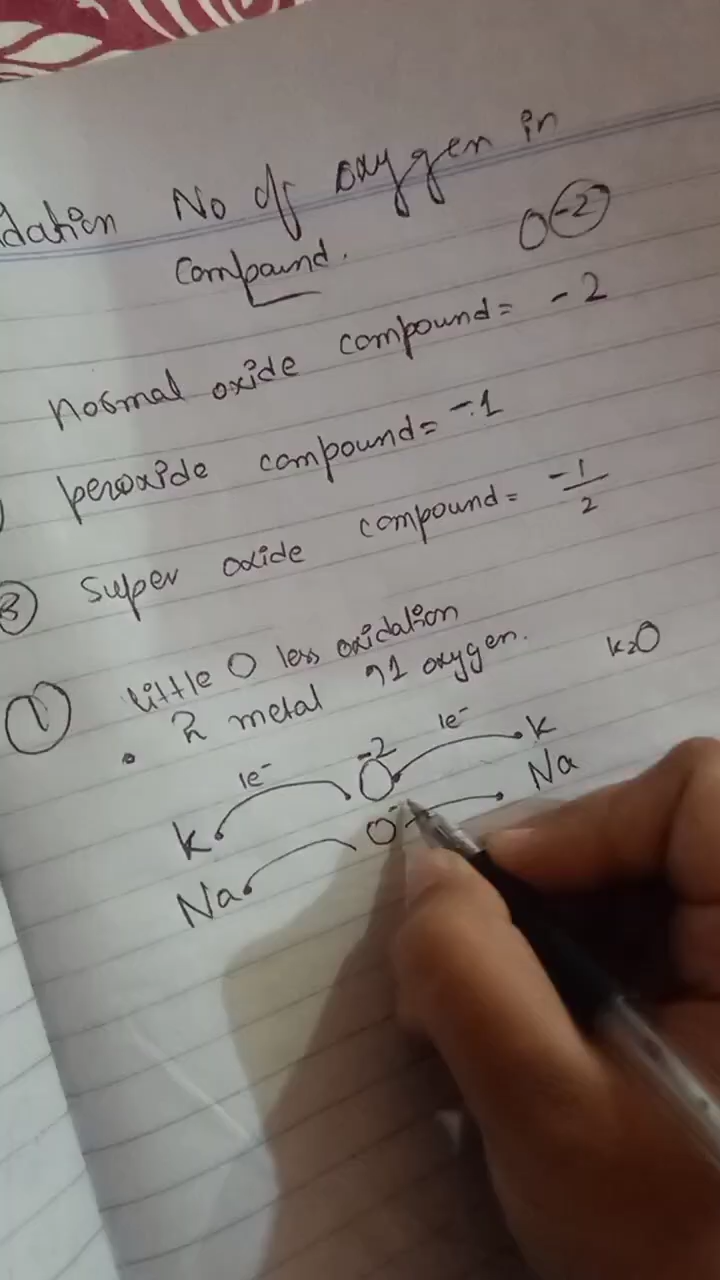 dation No of oxygen in
compound.
O -2
Normal oxide compound = -2
) peroxide compound = -1
3 Super oxide compound = -1/2
1 little O less oxidation
• 2 metal 1 oxygen.
K2O
1e- -2 1e-
K O K
Na O- Na